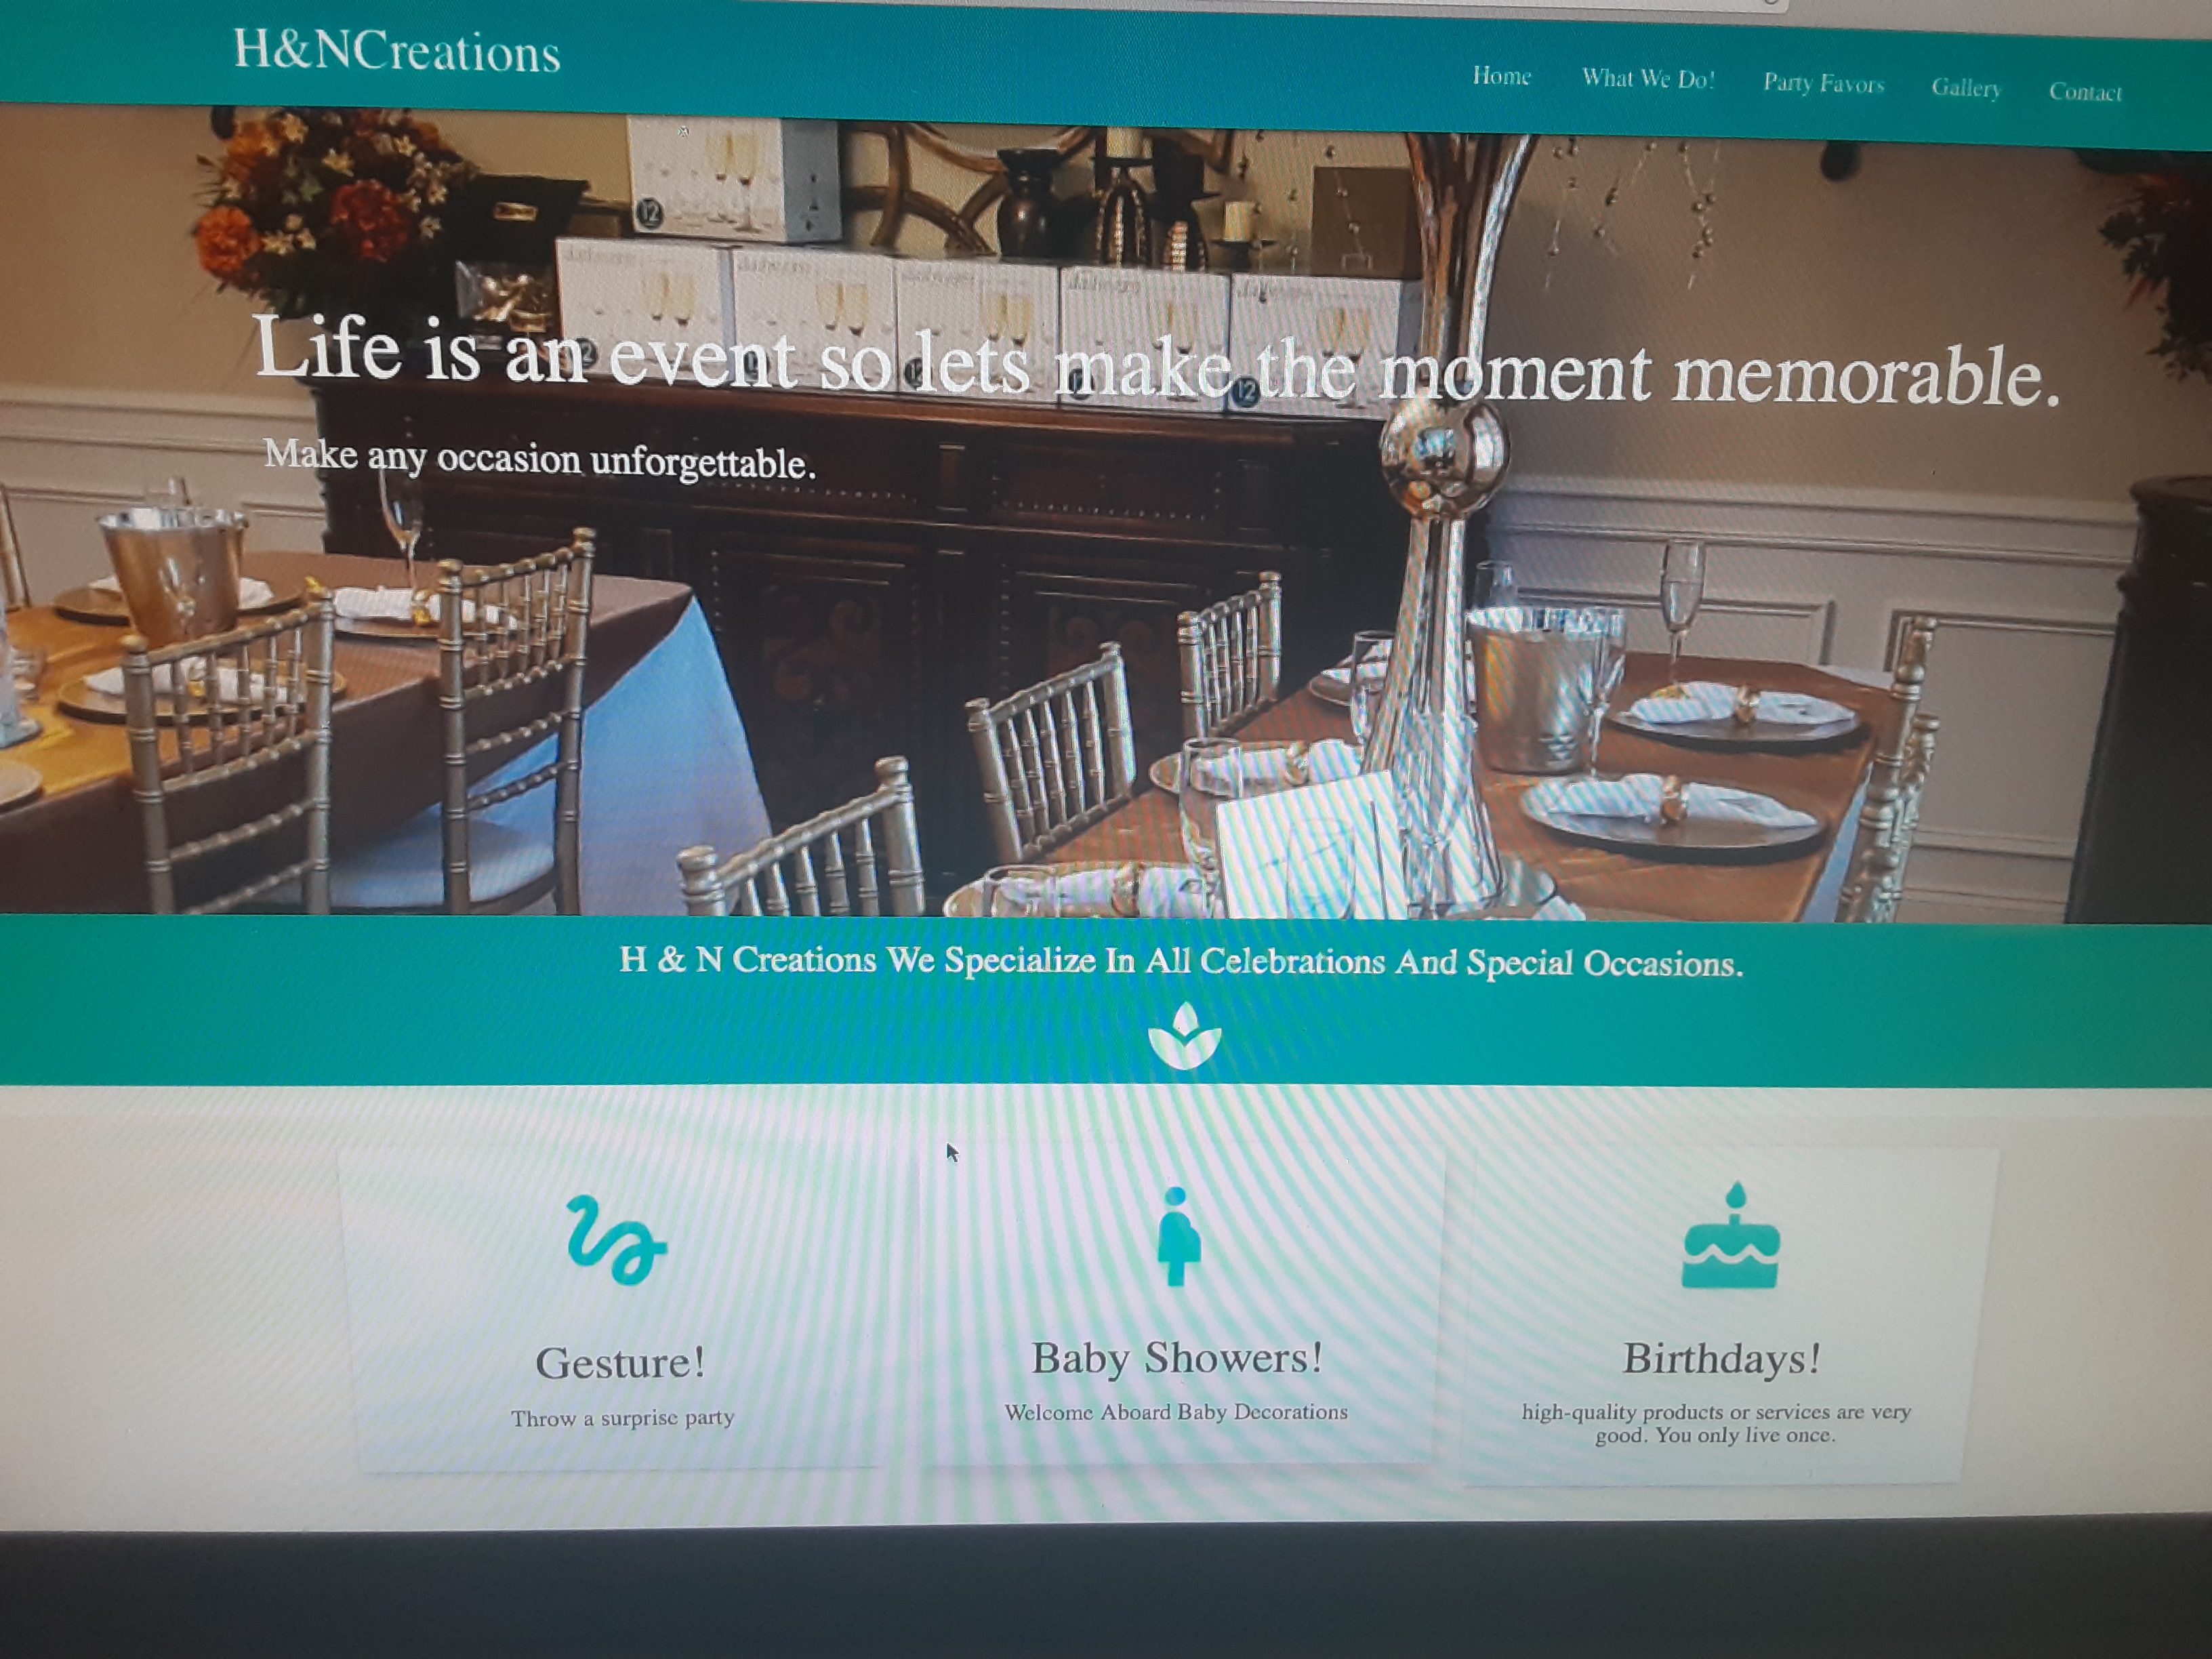 H&NCreations
Home What We Do! Party Favors Gallery Contact
12
Life is an event so lets make the moment memorable.
12
Make any occasion unforgettable.
H & N Creations We Specialize In All Celebrations And Special Occasions.
Gesture! Baby Showers! Birthdays!
Throw a surprise party Welcome Aboard Baby Decorations high-quality products or services are very
good. You only live once.